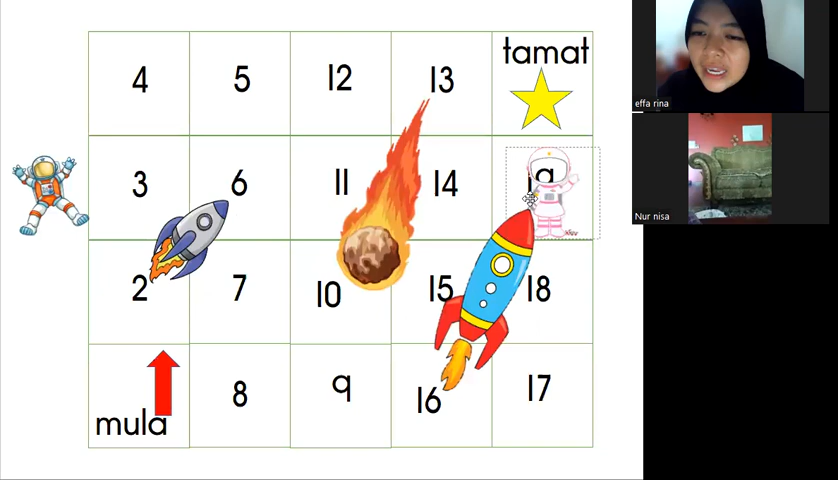 4 5 12 13 tamat
3 6 11 14 19
2 7 10 15 18
mula 8 9 16 17
effa rina
Nur nisa